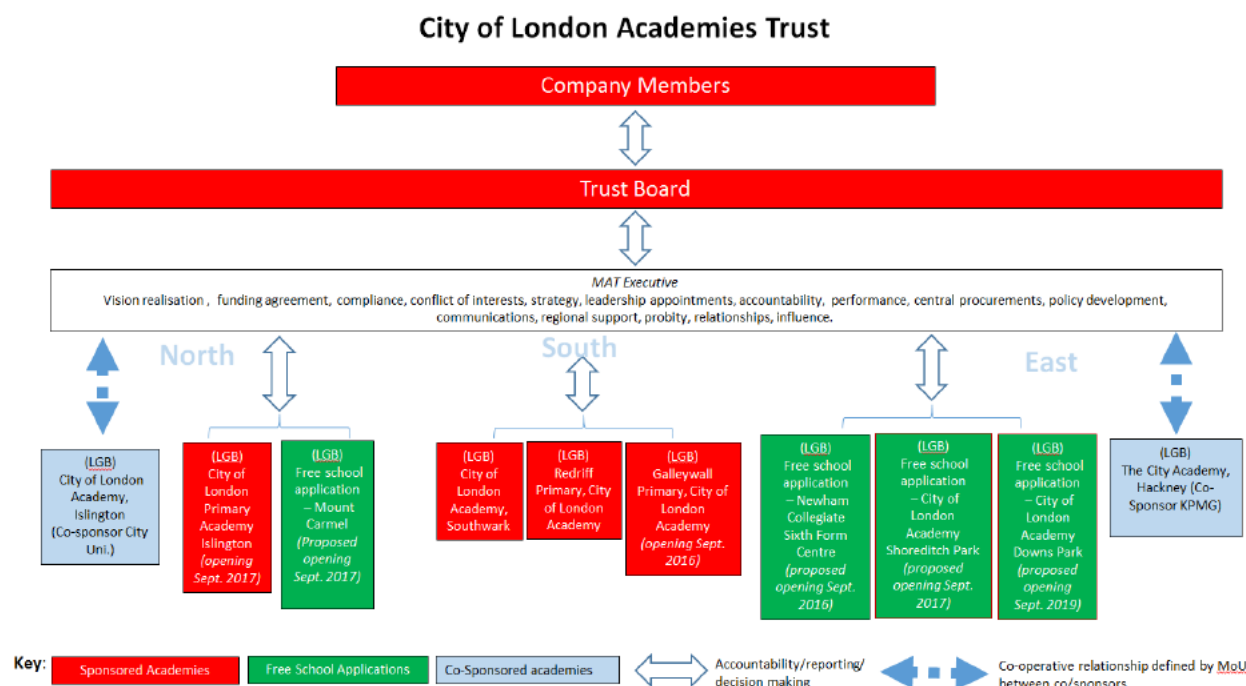 City of London Academies Trust
Company Members
Trust Board
MAT Executive
Vision realisation , funding agreement, compliance, conflict of interests, strategy, leadership appointments, accountability, performance, central procurements, policy development,
communications, regional support, probity, relationships, influence.
North
South
East
(LGB)
City of London
Academy,
Islington
(Co-sponsor City
Uni.)
(LGB)
City of
London
Primary
Academy
Islington
(opening
Sept. 2017)
(LGB)
Free school
application
– Mount
Carmel
(Proposed
opening
Sept. 2017)
(LGB)
City of
London
Academy,
Southwark
(LGB)
Redriff
Primary, City
of London
Academy
(LGB)
Galleywall
Primary, City of
London
Academy
(opening Sept.
2016)
(LGB)
Free school
application
– Newham
Collegiate
Sixth Form
Centre
(proposed
opening Sept.
2016)
(LGB)
Free school
application
– City of
London
Academy
Shoreditch Park
(proposed
opening Sept.
2017)
(LGB)
Free school
application
– City of
London
Academy
Downs Park
(proposed
opening
Sept. 2019)
(LGB)
The City Academy,
Hackney (Co-
Sponsor KPMG)
Key:
Sponsored Academies
Free School Applications
Co-Sponsored academies
Accountability/reporting/
decision making
Co-operative relationship defined by MoU
between co/sponsors